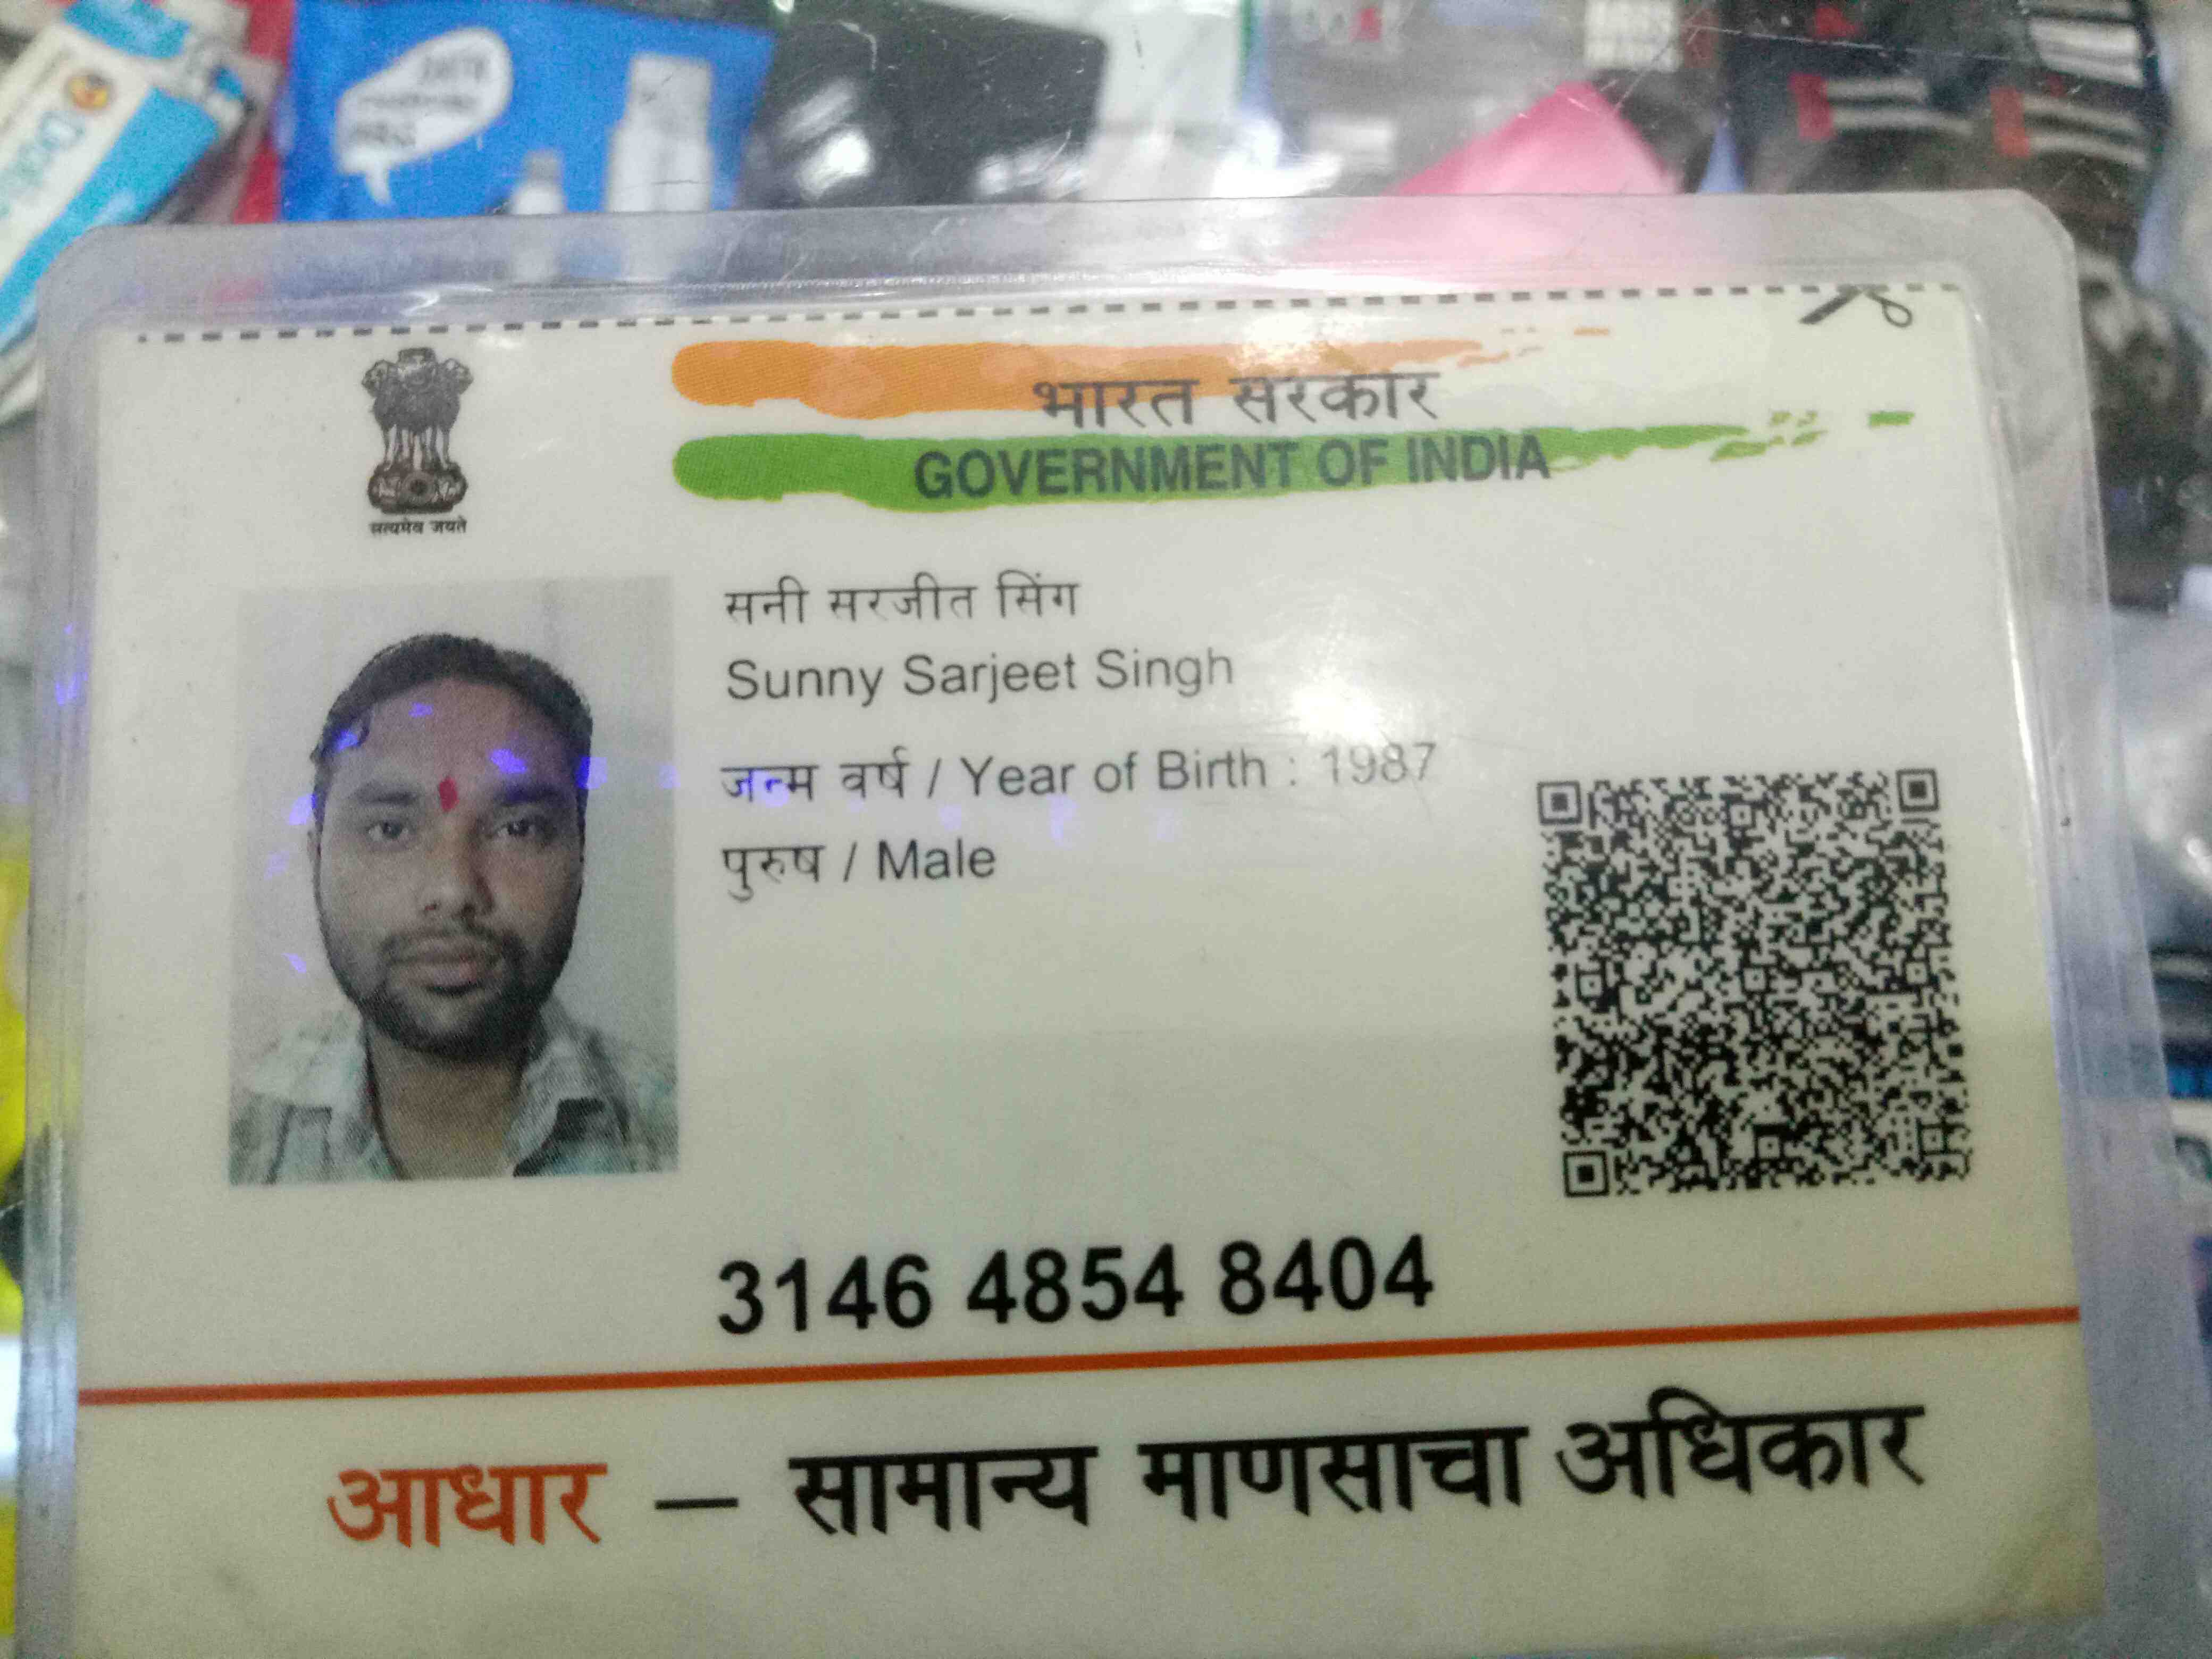 भारत सरकार
GOVERNMENT OF INDIA
सत्यमेव जयते
सनी सरजीत सिंग
Sunny Sarjeet Singh
जन्म वर्ष / Year of Birth : 1987
पुरुष / Male
3146 4854 8404
आधार — सामान्य माणसाचा अधिकार